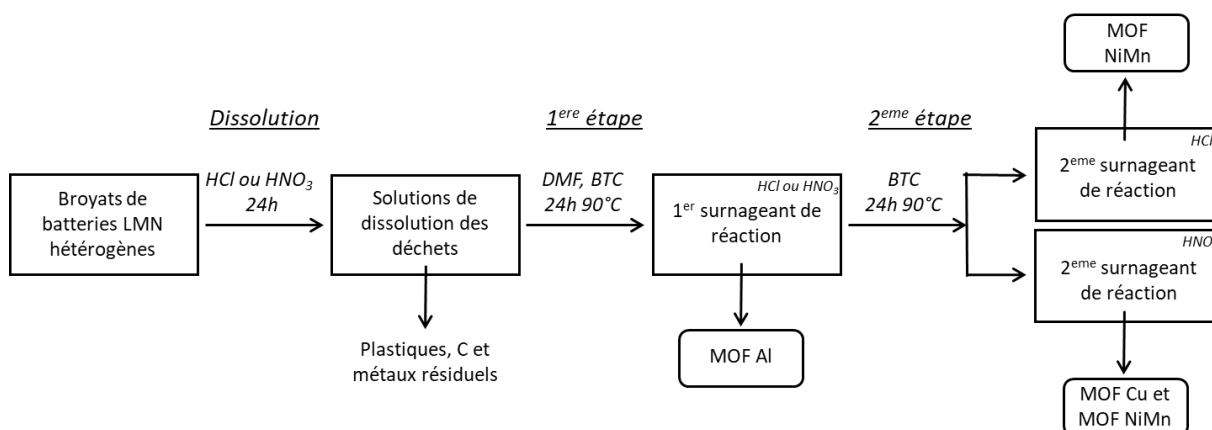 MOF
NiMn
Dissolution
1ere étape
2eme étape
HCl ou HNO3
24h
DMF, BTC
24h 90°C
BTC
24h 90°C
Broyats de
batteries LMN
hétérogènes
Solutions de
dissolution des
déchets
HCl ou HNO3
1er surnageant de
réaction
HCl
2eme surnageant
de réaction
HNO
2eme surnageant
de réaction
Plastiques, C et
métaux résiduels
MOF Al
MOF Cu et
MOF NiMn